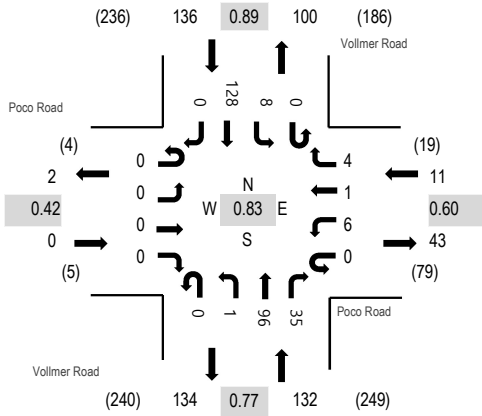 (236) 136 0.89 100 (186)
Vollmer Road
Poco Road
0 128 8 0
(4) (19)
2 0 4 11
0.42 0 W N 0.83 S E 1 0.60
0 0 6 43
(5) 0 0 (79)
0 1 96 35
Poco Road
Vollmer Road
(240) 134 0.77 132 (249)